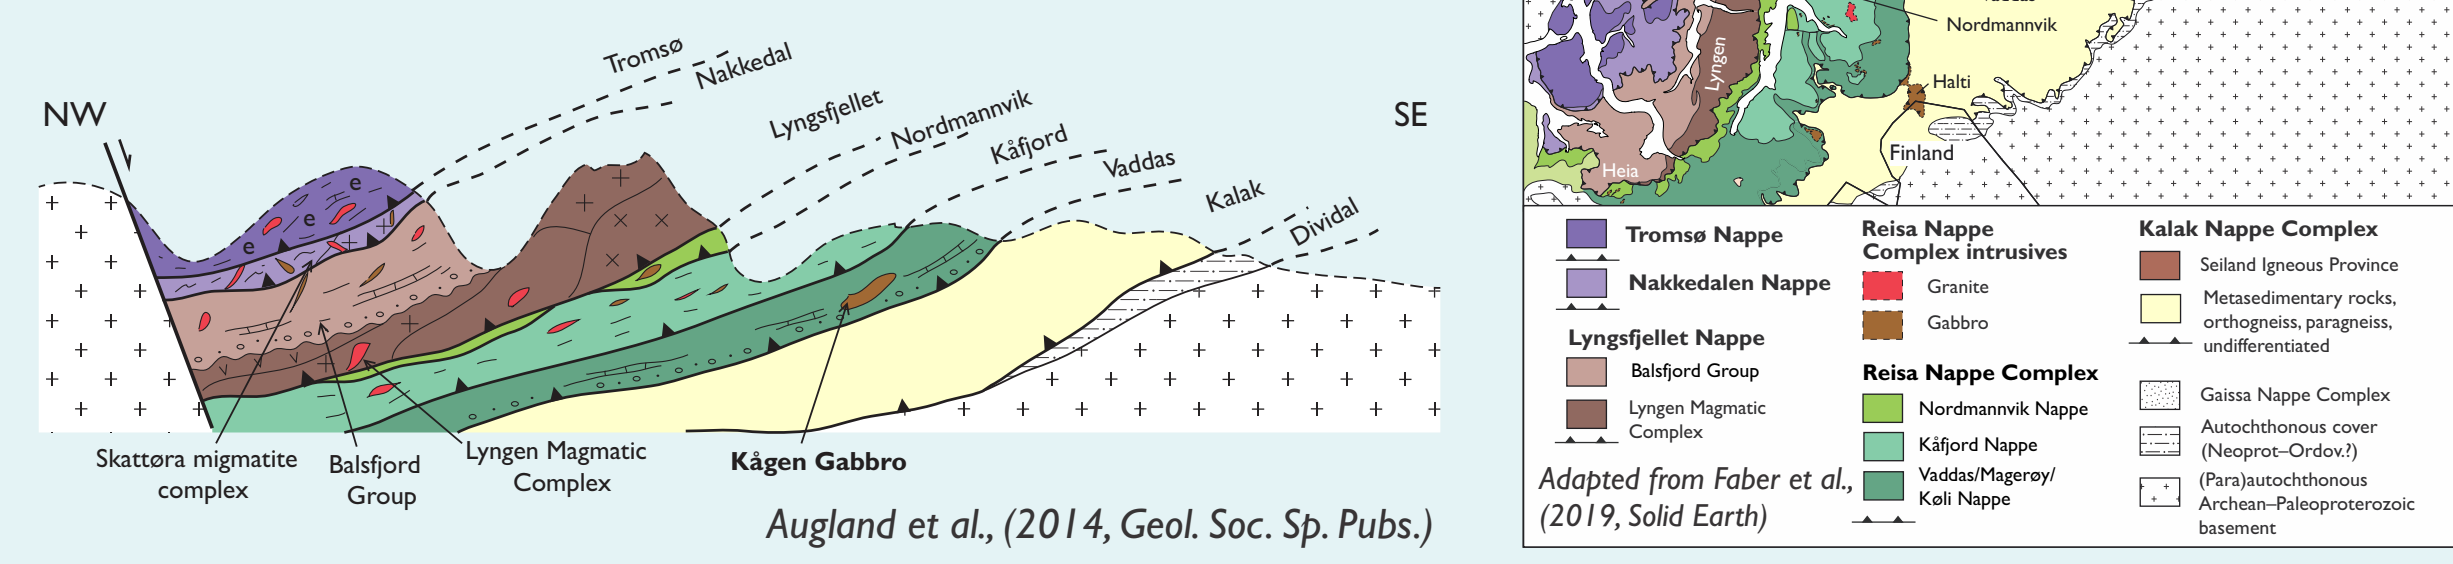 NW
SE
Tromsø
Nakkedal
Lyngsfjellet
Nordmannvik
Kåfjord
Vaddas
Kalak
Dividal
e
e
e
Skattøra migmatite
complex
Balsfjord
Group
Lyngen Magmatic
Complex
Kågen Gabbro
Augland et al., (2014, Geol. Soc. Sp. Pubs.)
Vaddas
Nordmannvik
Lyngen
Halti
Finland
Heia
Tromsø Nappe
Nakkedalen Nappe
Lyngsfjellet Nappe
Balsfjord Group
Lyngen Magmatic
Complex
Adapted from Faber et al.,
(2019, Solid Earth)
Reisa Nappe
Complex intrusives
Granite
Gabbro
Reisa Nappe Complex
Nordmannvik Nappe
Kåfjord Nappe
Vaddas/Magerøy/
Køli Nappe
Kalak Nappe Complex
Seiland Igneous Province
Metasedimentary rocks,
orthogneiss, paragneiss,
undifferentiated
Gaissa Nappe Complex
Autochthonous cover
(Neoprot–Ordov.?)
(Para)autochthonous
Archean–Paleoproterozoic
basement